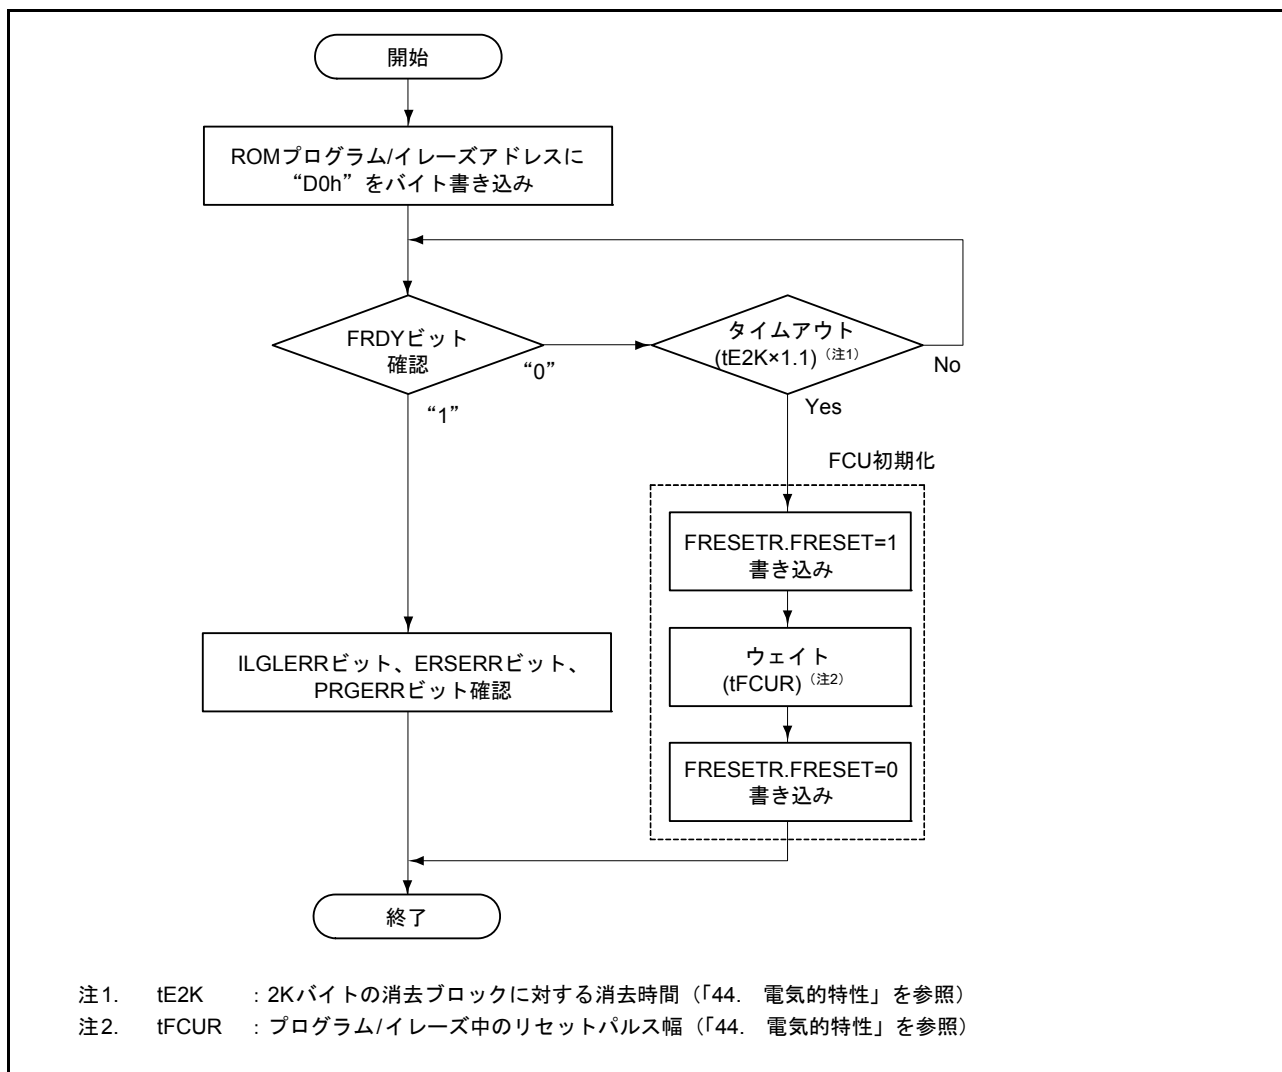 開始
ROMプログラム/イレーズアドレスに
“D0h”をバイト書き込み
FRDYビット
確認
“0”
“1”
タイムアウト
(tE2K×1.1)（注1）
No
Yes
FCU初期化
FRESETR.FRESET=1
書き込み
ウェイト
(tFCUR)（注2）
FRESETR.FRESET=0
書き込み
ILGLERRビット、ERSERRビット、
PRGERRビット確認
終了
注1. tE2K ：2Kバイトの消去ブロックに対する消去時間（「44. 電気的特性」を参照）
注2. tFCUR ：プログラム/イレーズ中のリセットパルス幅（「44. 電気的特性」を参照）